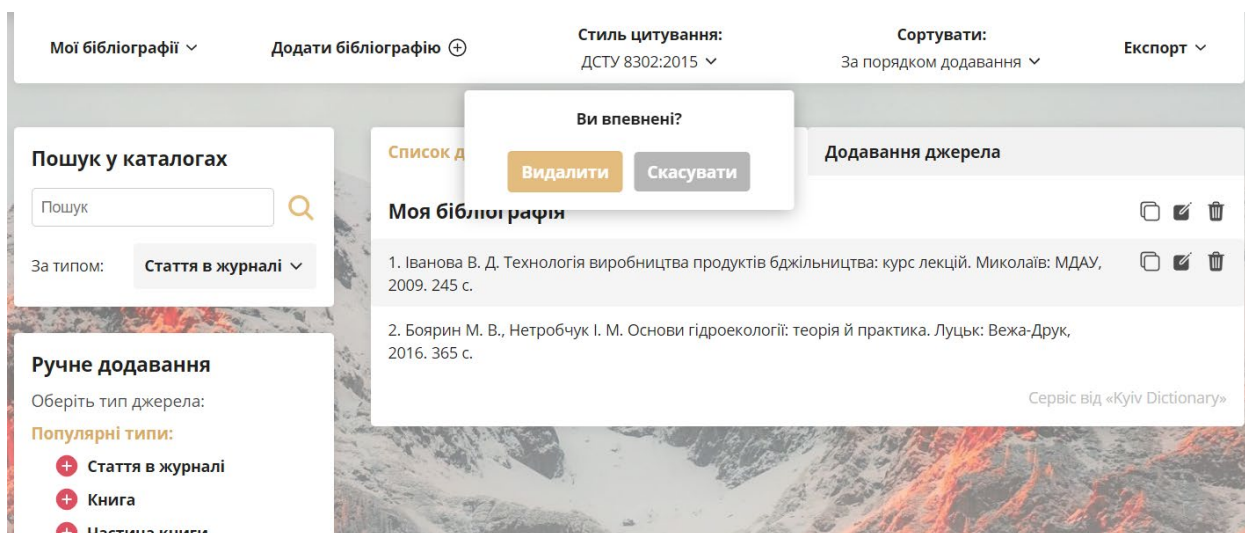 Мої бібліографії
Додати бібліографію
Стиль цитування:
ДСТУ 8302:2015
Сортувати:
За порядком додавання
Експорт
Ви впевнені?
Видалити
Скасувати
Пошук у каталогах
Пошук
За типом:
Стаття в журналі
Ручне додавання
Оберіть тип джерела:
Популярні типи:
Стаття в журналі
Книга
Частина книги
Список д
Додавання джерела
Моя бібліографія
1. Іванова В. Д. Технологія виробництва продуктів бджільництва: курс лекцій. Миколаїв: МДАУ,
2009. 245 с.
2. Боярин М. В., Нетробчук І. М. Основи гідроекології: теорія й практика. Луцьк: Вежа-Друк,
2016. 365 с.
Сервіс від «Kyiv Dictionary»